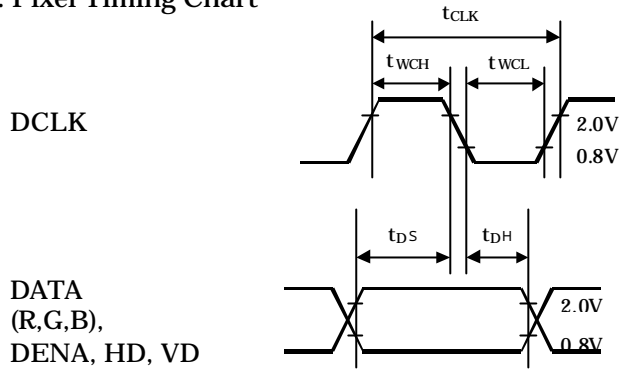 . Pixel Timing Chart
tCLK
tWCH
tWCL
DCLK
2.0V
0.8V
tDS
tDH
DATA
(R,G,B),
DENA, HD, VD
2.0V
0.8V